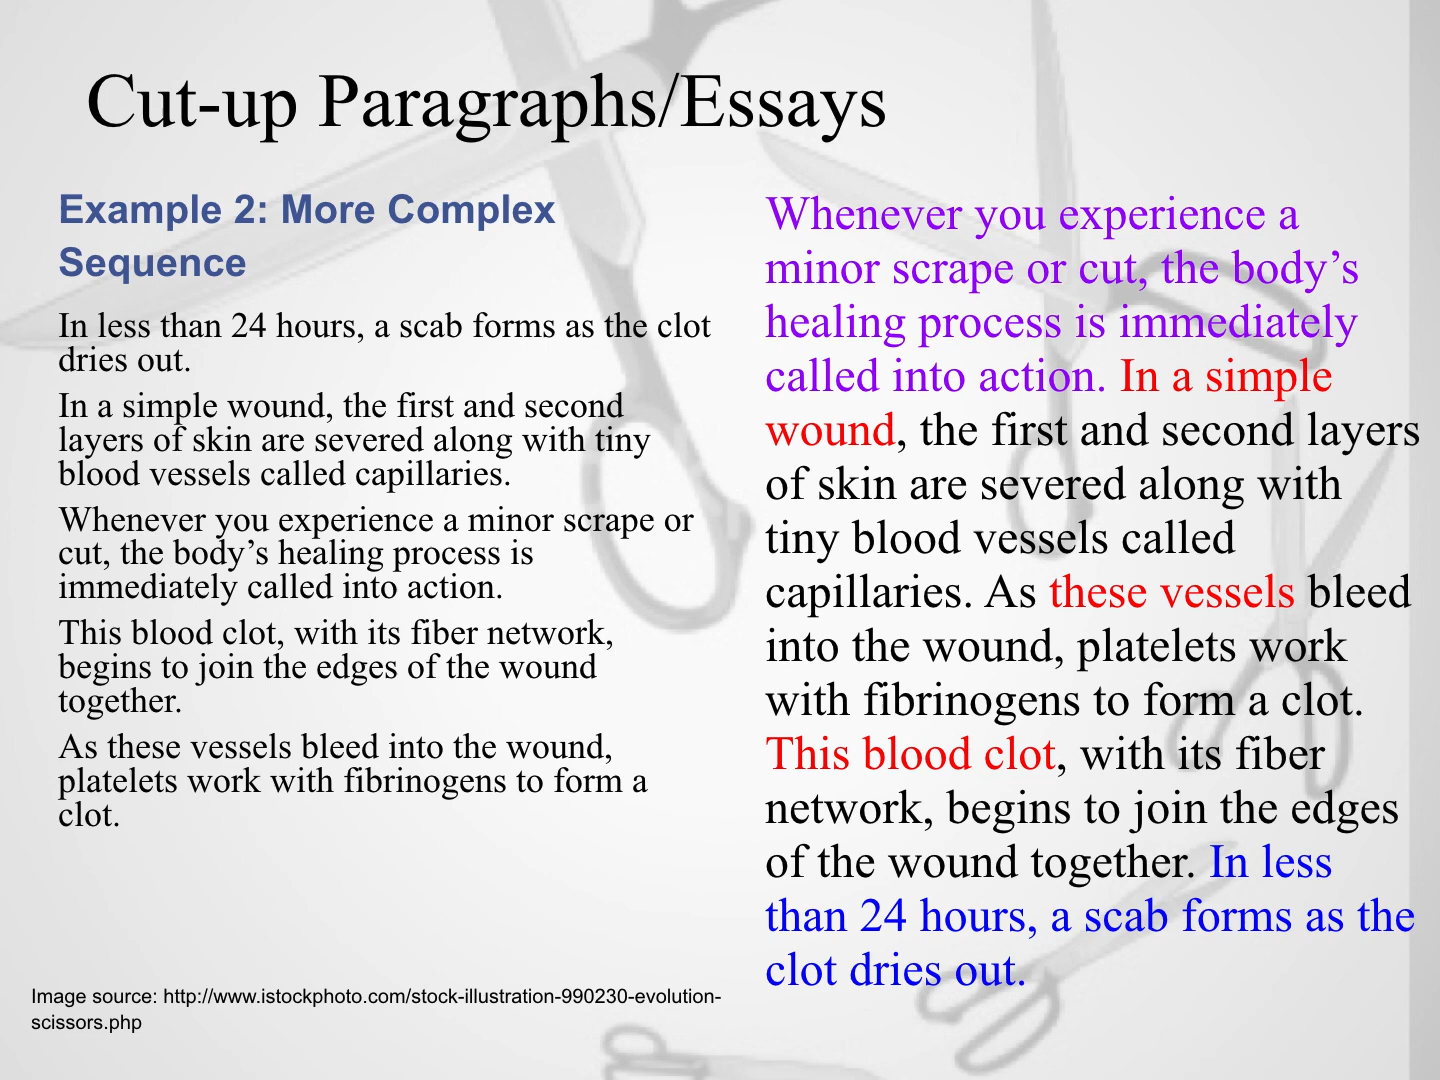 Cut-up Paragraphs/Essays
Example 2: More Complex
Sequence
In less than 24 hours, a scab forms as the clot
dries out.
In a simple wound, the first and second
layers of skin are severed along with tiny
blood vessels called capillaries.
Whenever you experience a minor scrape or
cut, the body’s healing process is
immediately called into action.
This blood clot, with its fiber network,
begins to join the edges of the wound
together.
As these vessels bleed into the wound,
platelets work with fibrinogens to form a
clot.
Whenever you experience a
minor scrape or cut, the body’s
healing process is immediately
called into action. In a simple
wound, the first and second layers
of skin are severed along with
tiny blood vessels called
capillaries. As these vessels bleed
into the wound, platelets work
with fibrinogens to form a clot.
This blood clot, with its fiber
network, begins to join the edges
of the wound together. In less
than 24 hours, a scab forms as the
clot dries out.
Image source: http://www.istockphoto.com/stock-illustration-990230-evolution-
scissors.php